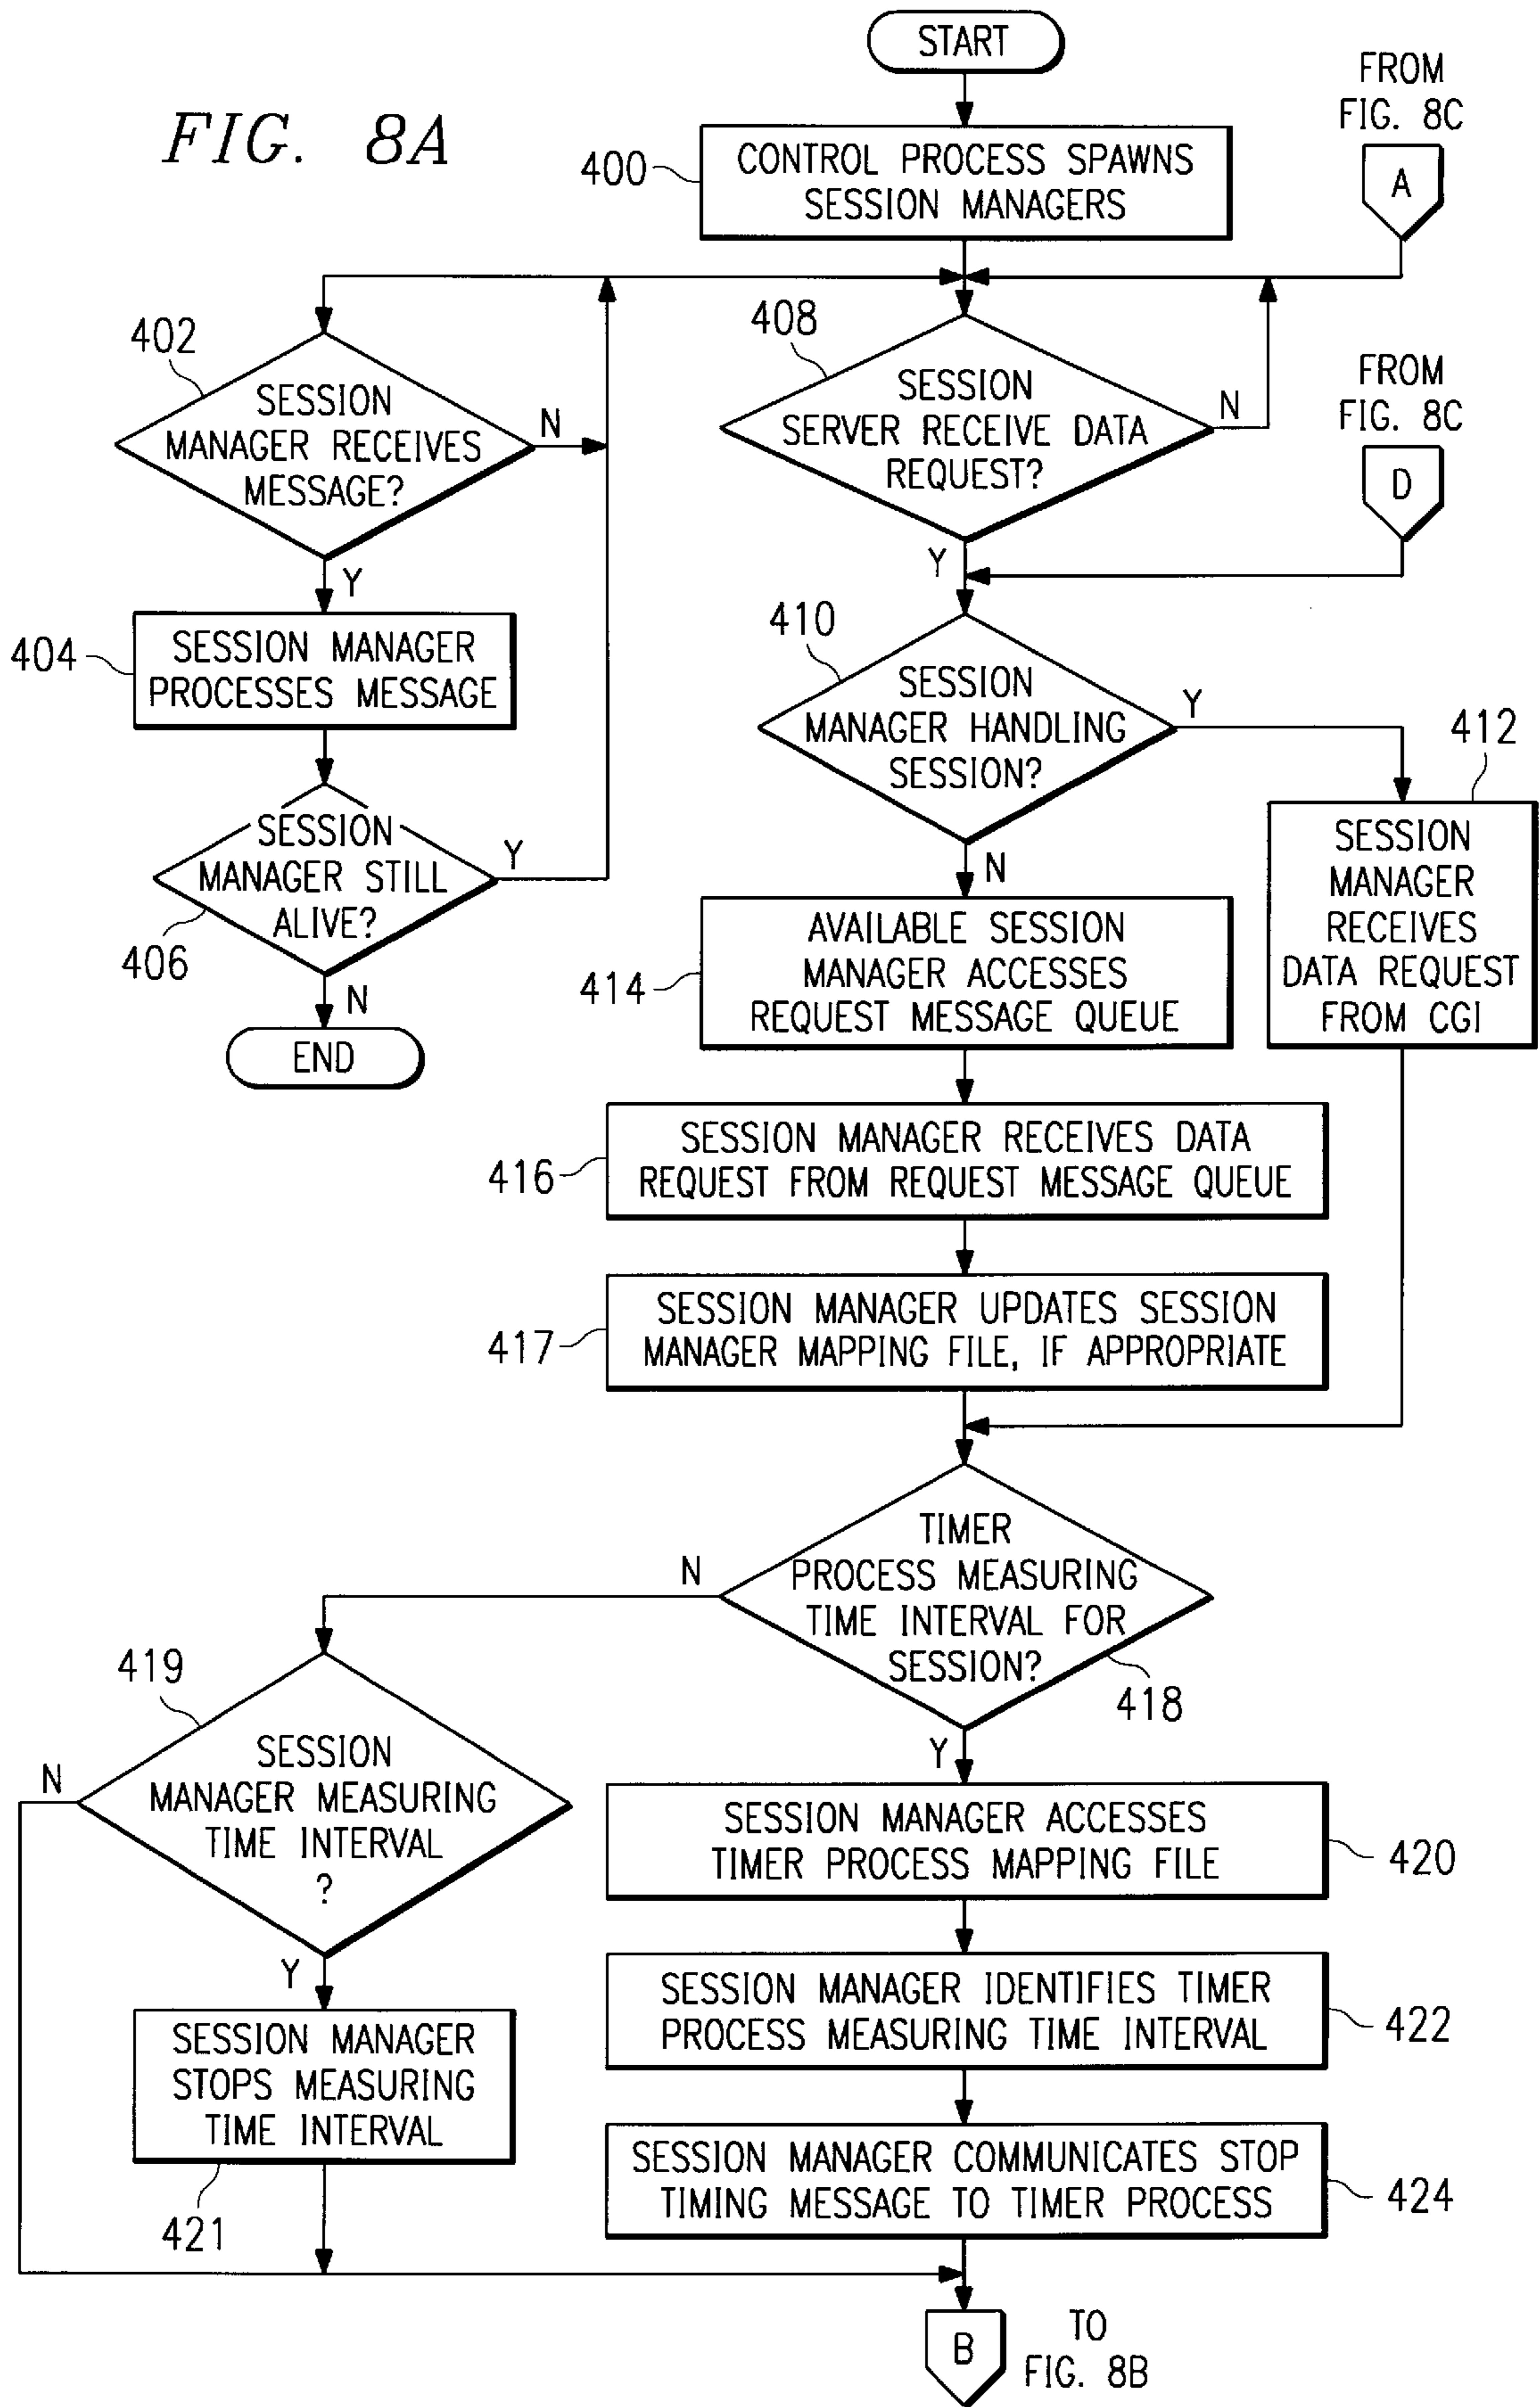 START
FROM
FIG. 8C
FIG. 8A
400
CONTROL PROCESS SPAWNS
SESSION MANAGERS
A
402
SESSION
MANAGER RECEIVES
MESSAGE?
N
Y
408
SESSION
SERVER RECEIVE DATA
REQUEST?
N
Y
FROM
FIG. 8C
D
404
SESSION MANAGER
PROCESSES MESSAGE
410
SESSION
MANAGER HANDLING
SESSION?
Y
N
412
SESSION
MANAGER
RECEIVES
DATA REQUEST
FROM CGI
SESSION
MANAGER STILL
ALIVE?
Y
406
N
END
414
AVAILABLE SESSION
MANAGER ACCESSES
REQUEST MESSAGE QUEUE
416
SESSION MANAGER RECEIVES DATA
REQUEST FROM REQUEST MESSAGE QUEUE
417
SESSION MANAGER UPDATES SESSION
MANAGER MAPPING FILE, IF APPROPRIATE
TIMER
PROCESS MEASURING
TIME INTERVAL FOR
SESSION?
N
418
Y
419
SESSION
MANAGER MEASURING
TIME INTERVAL
?
N
Y
SESSION MANAGER ACCESSES
TIMER PROCESS MAPPING FILE
420
SESSION MANAGER IDENTIFIES TIMER
PROCESS MEASURING TIME INTERVAL
422
SESSION MANAGER
STOPS MEASURING
TIME INTERVAL
421
SESSION MANAGER COMMUNICATES STOP
TIMING MESSAGE TO TIMER PROCESS
424
B
TO
FIG. 8B